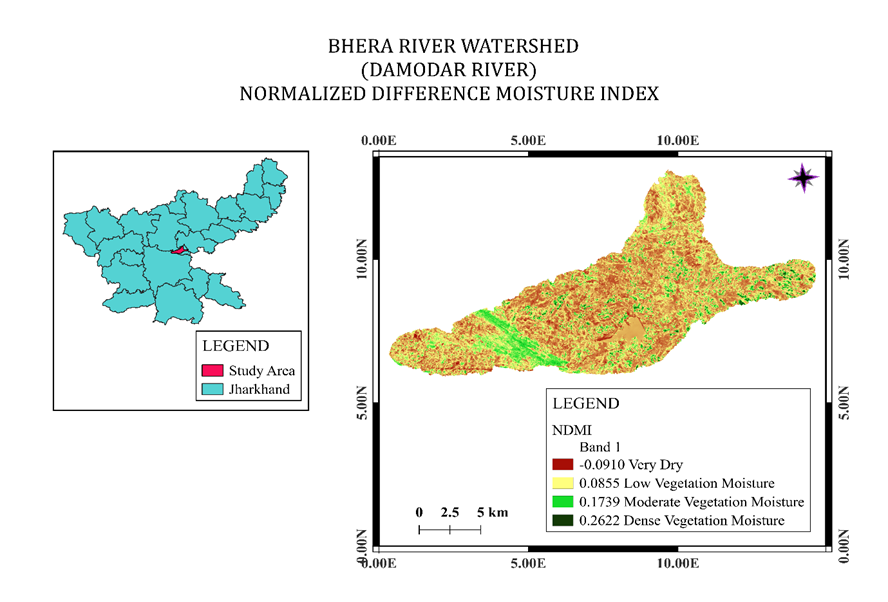 BHERA RIVER WATERSHED
(DAMODAR RIVER)
NORMALIZED DIFFERENCE MOISTURE INDEX
LEGEND
Study Area
Jharkhand
0.00E 5.00E 10.00E
10.00N 10.00N
5.00N 5.00N
0.00N 0.00N
LEGEND
NDMI
Band 1
-0.0910 Very Dry
0.0855 Low Vegetation Moisture
0.1739 Moderate Vegetation Moisture
0.2622 Dense Vegetation Moisture
0 2.5 5 km
0.00E 5.00E 10.00E